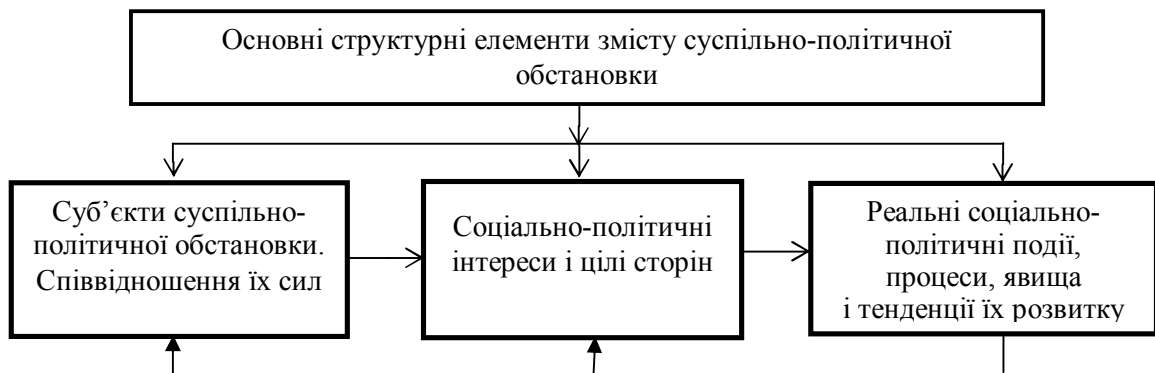 Основні структурні елементи змісту суспільно-політичної
обстановки
Суб’єкти суспільно-
політичної обстановки.
Співвідношення їх сил
Соціально-політичні
інтереси і цілі сторін
Реальні соціально-
політичні події,
процеси, явища
і тенденції їх розвитку